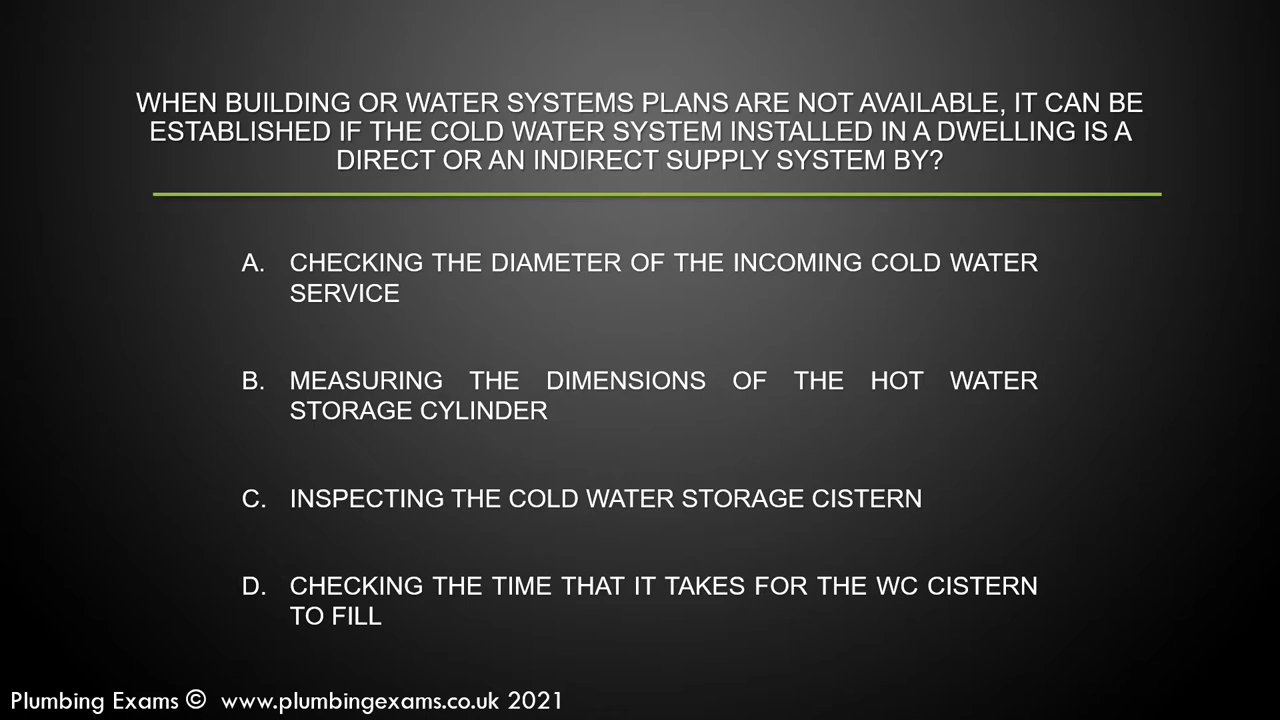 WHEN BUILDING OR WATER SYSTEMS PLANS ARE NOT AVAILABLE, IT CAN BE
ESTABLISHED IF THE COLD WATER SYSTEM INSTALLED IN A DWELLING IS A
DIRECT OR AN INDIRECT SUPPLY SYSTEM BY?
A. CHECKING THE DIAMETER OF THE INCOMING COLD WATER
SERVICE
B. MEASURING THE DIMENSIONS OF THE HOT WATER
STORAGE CYLINDER
C. INSPECTING THE COLD WATER STORAGE CISTERN
D. CHECKING THE TIME THAT IT TAKES FOR THE WC CISTERN
TO FILL
Plumbing Exams © www.plumbingexams.co.uk 2021